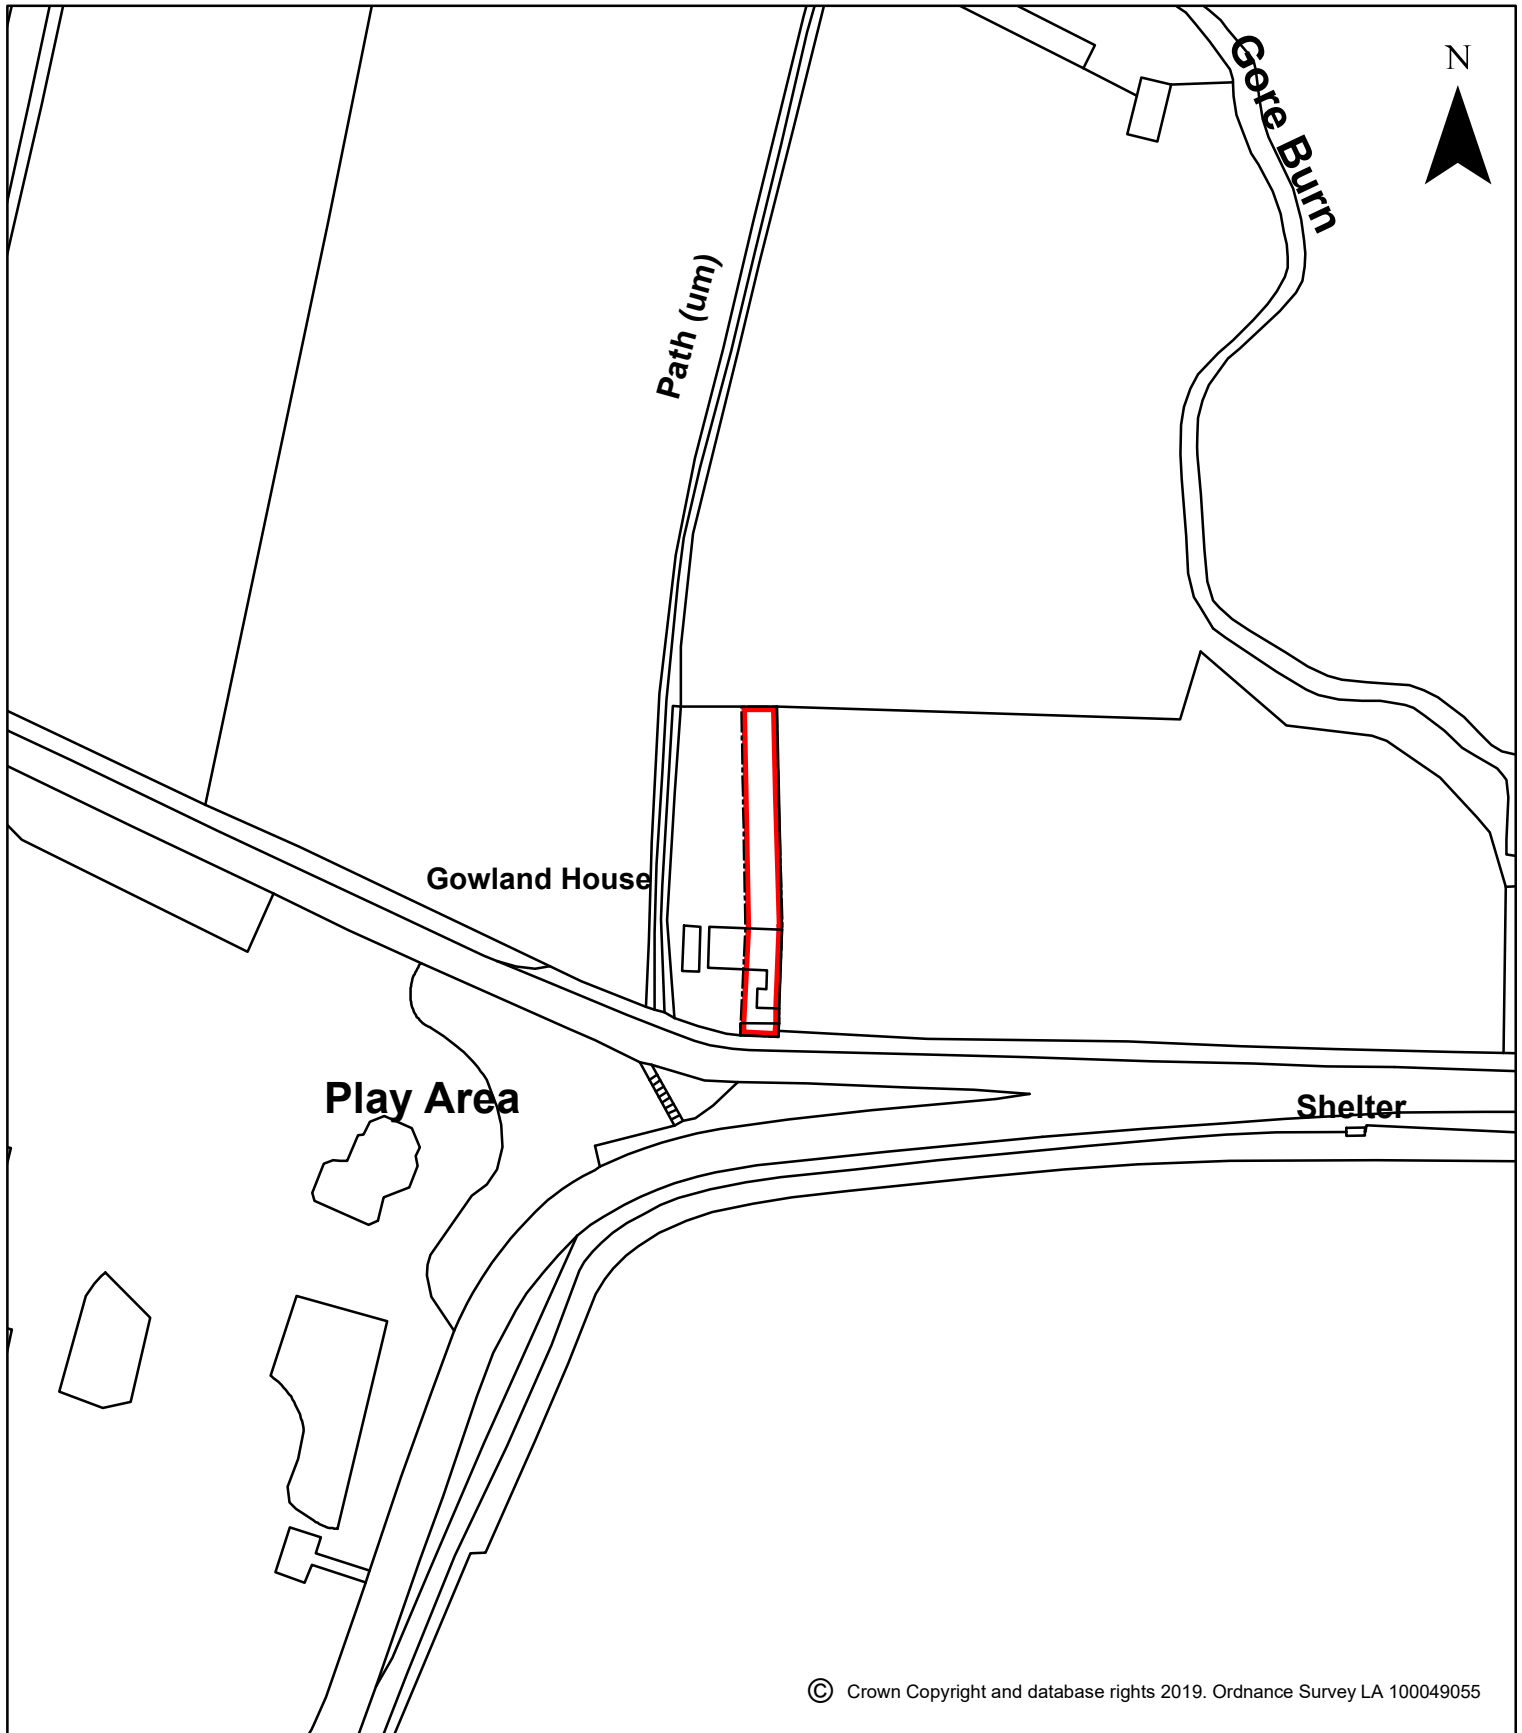 N
Gore Burn
Path (um)
Gowland House
Play Area
Shelter
© Crown Copyright and database rights 2019. Ordnance Survey LA 100049055